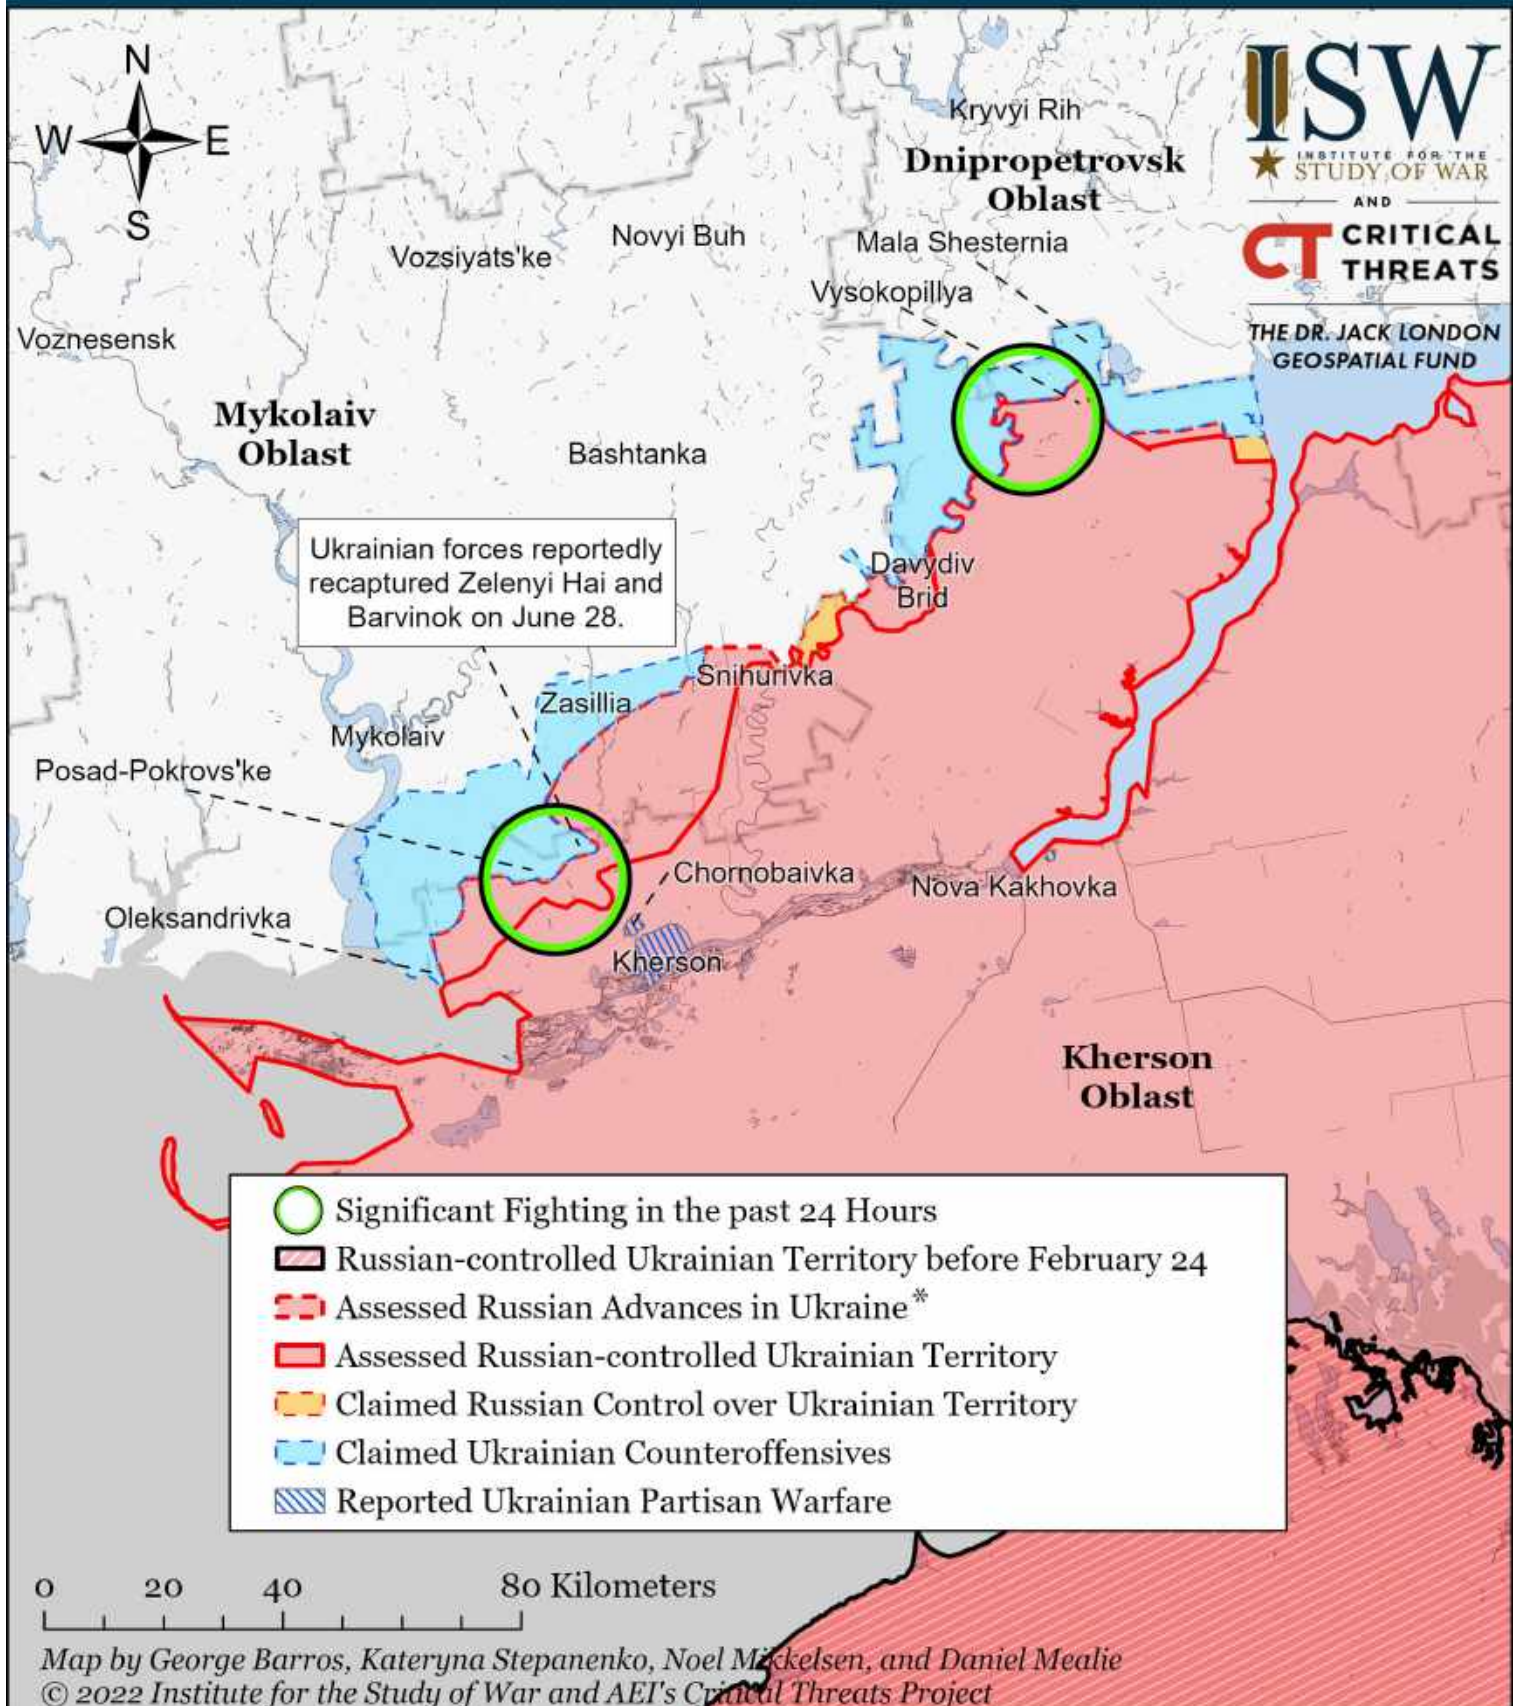 N
W E
S
ISW
INSTITUTE FOR THE
STUDY OF WAR
AND
CT CRITICAL
THREATS
THE DR. JACK LONDON
GEOSPATIAL FUND
Kryvyi Rih
Dnipropetrovsk
Oblast
Novyi Buh
Mala Shesternia
Vozsiyats'ke
Vysokopillya
Voznesensk
Mykolaiv
Oblast
Bashtanka
Ukrainian forces reportedly
recaptured Zelenyi Hai and
Barvinok on June 28.
Davydiv
Brid
Snihurivka
Zasillia
Mykolaiv
Posad-Pokrovs'ke
Chornobaivka
Nova Kakhovka
Oleksandrivka
Kherson
Kherson
Oblast
Significant Fighting in the past 24 Hours
Russian-controlled Ukrainian Territory before February 24
Assessed Russian Advances in Ukraine*
Assessed Russian-controlled Ukrainian Territory
Claimed Russian Control over Ukrainian Territory
Claimed Ukrainian Counteroffensives
Reported Ukrainian Partisan Warfare
0 20 40 80 Kilometers
Map by George Barros, Kateryna Stepanenko, Noel Mikkelsen, and Daniel Mealie
© 2022 Institute for the Study of War and AEI's Critical Threats Project